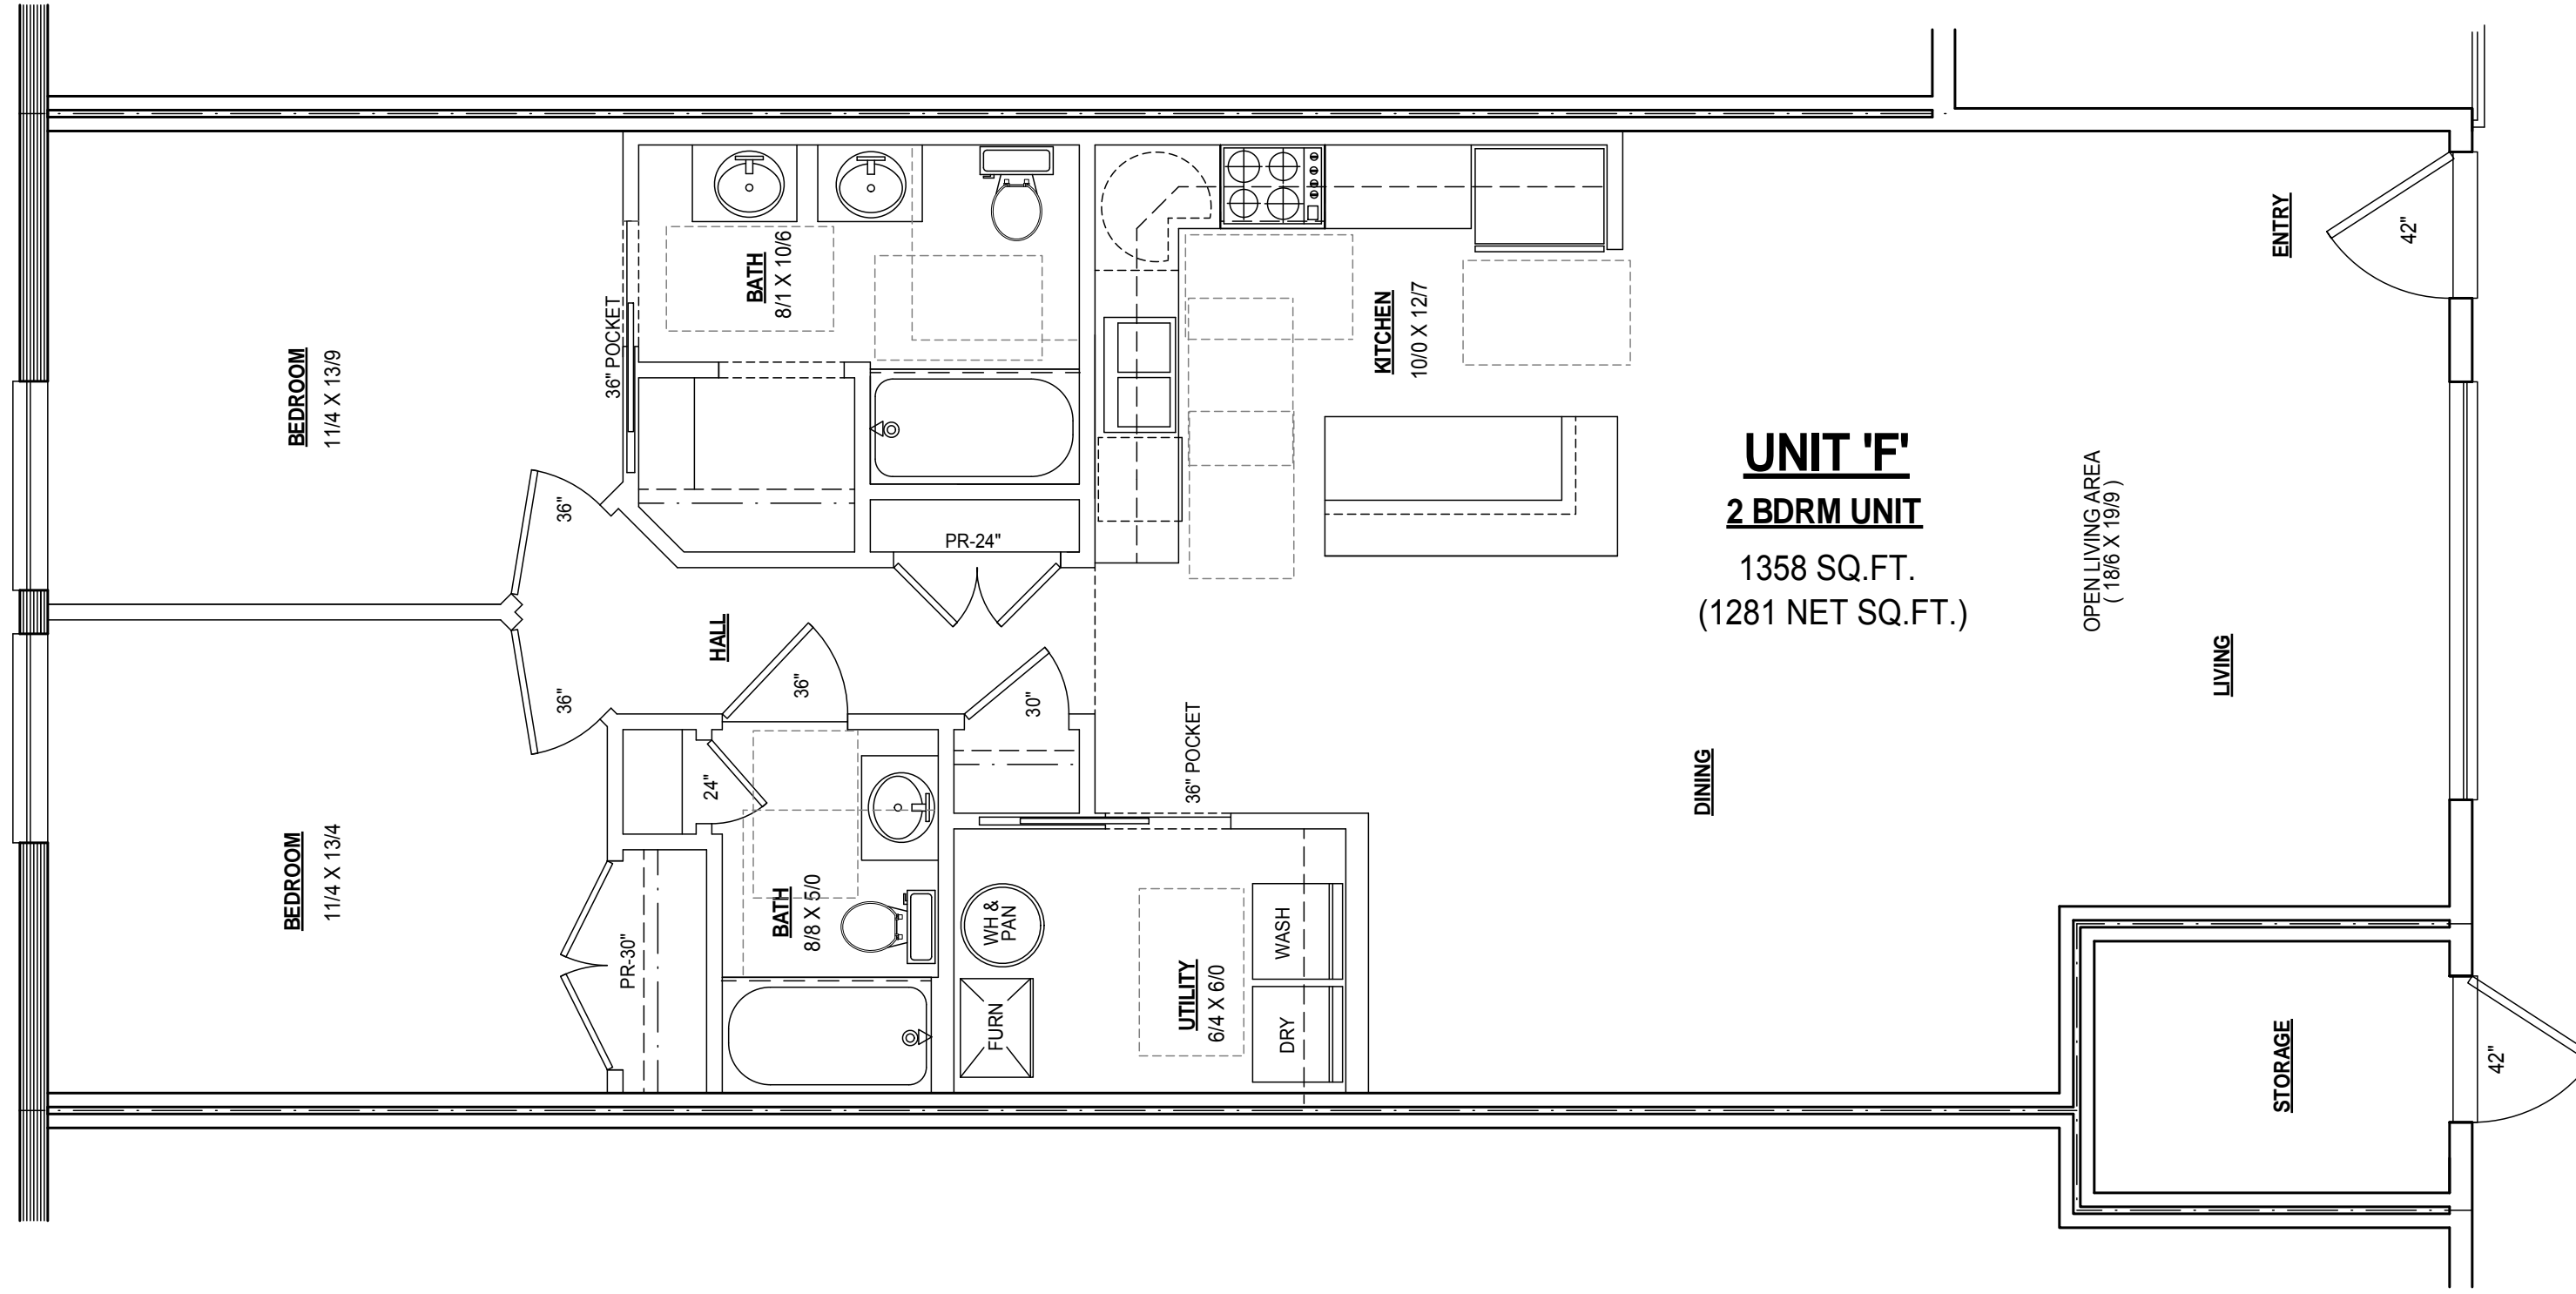 BEDROOM
11/4 X 13/9
36" POCKET
BATH
8/1 X 10/6
KITCHEN
10/0 X 12/7
ENTRY
42"
UNIT 'F'
2 BDRM UNIT
1358 SQ.FT.
(1281 NET SQ.FT.)
OPEN LIVING AREA
( 18/6 X 19/9 )
LIVING
DINING
36"
PR-24"
HALL
36"
30"
36"
36" POCKET
24"
BEDROOM
11/4 X 13/4
PR-30"
BATH
8/8 X 5/0
WH &
PAN
FURN
UTILITY
6/4 X 6/0
WASH
DRY
STORAGE
42"